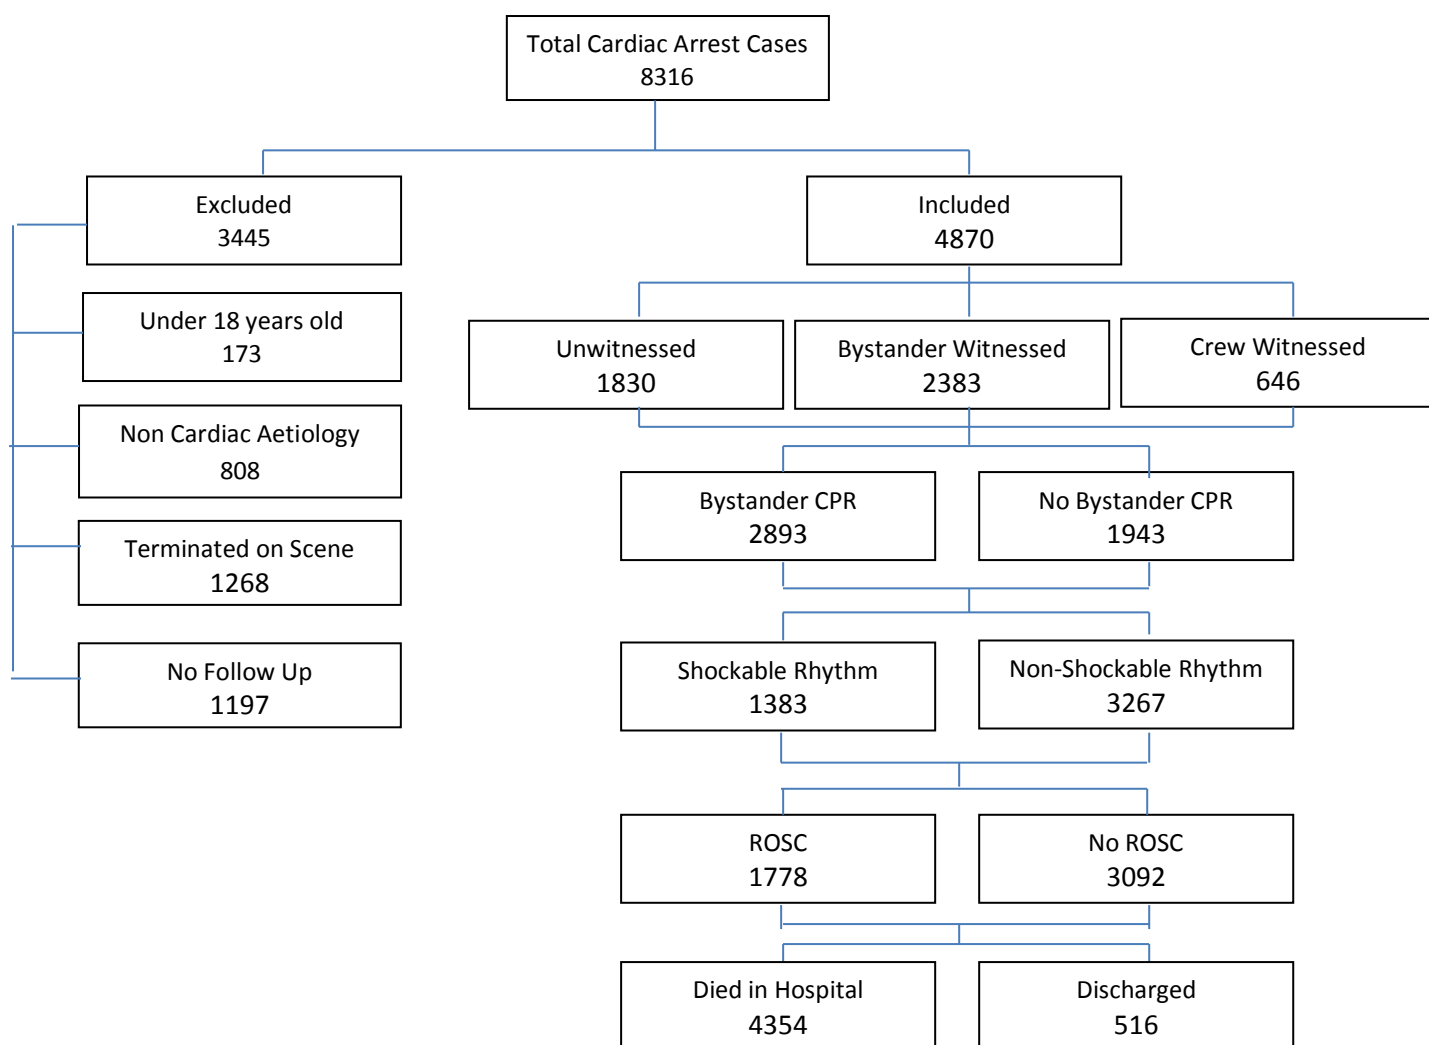 Total Cardiac Arrest Cases
8316
Excluded
3445
Included
4870
Under 18 years old
173
Non Cardiac Aetiology
808
Terminated on Scene
1268
No Follow Up
1197
Unwitnessed
1830
Bystander Witnessed
2383
Crew Witnessed
646
Bystander CPR
2893
No Bystander CPR
1943
Shockable Rhythm
1383
Non-Shockable Rhythm
3267
ROSC
1778
No ROSC
3092
Died in Hospital
4354
Discharged
516